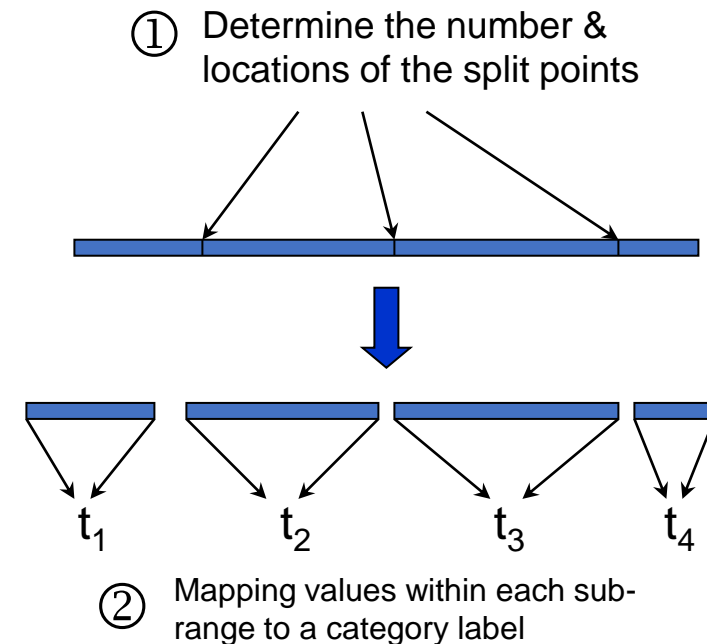 ① Determine the number &
locations of the split points
t₁ t₂ t₃ t₄
② Mapping values within each sub-
range to a category label